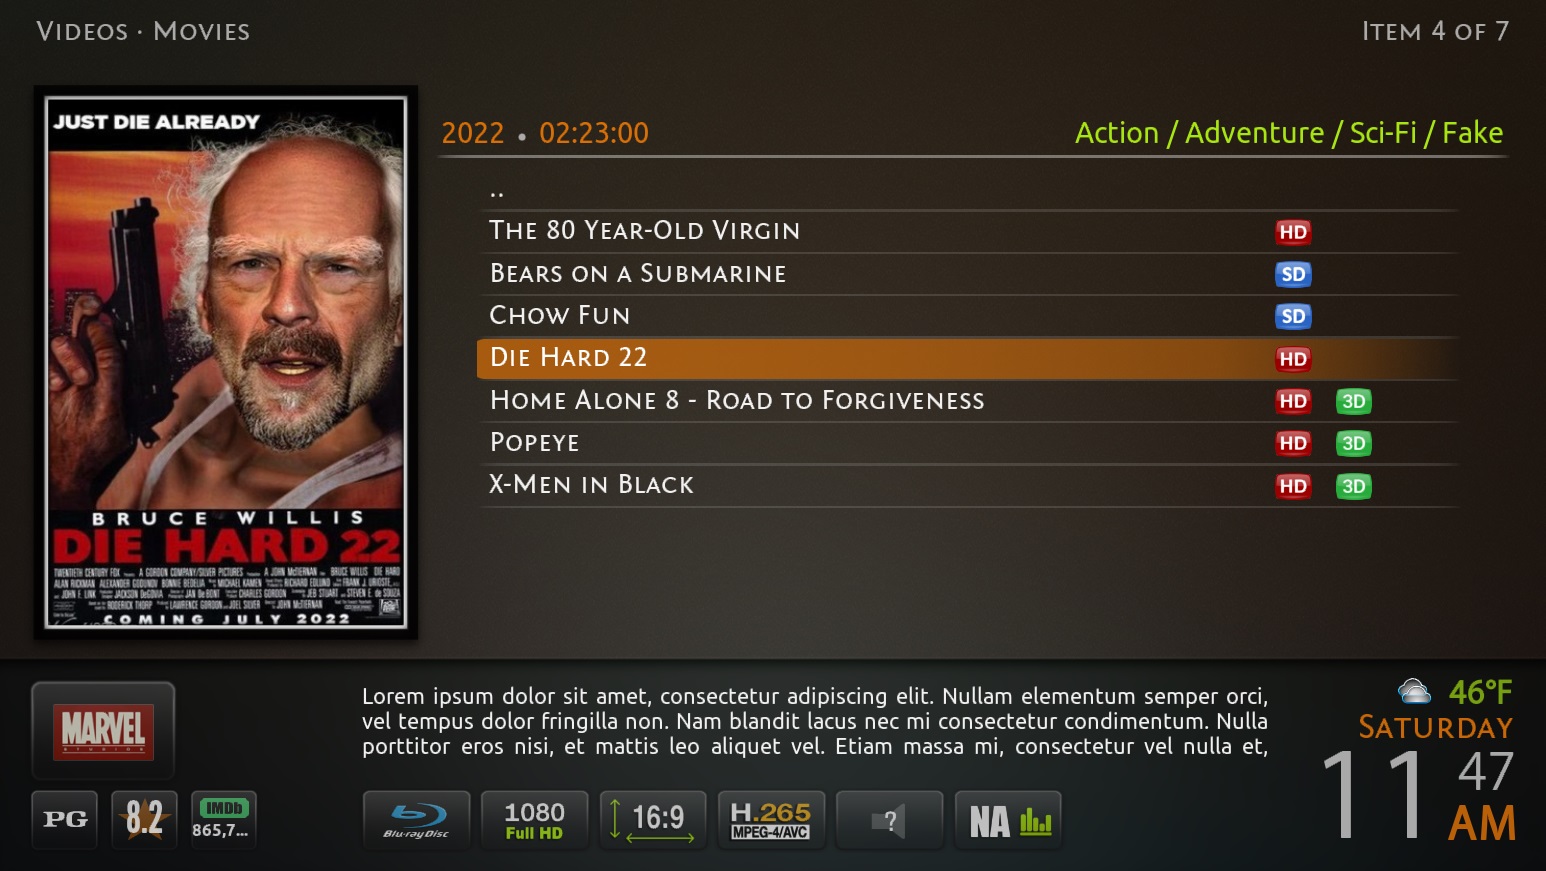 VIDEOS · MOVIES
ITEM 4 OF 7
JUST DIE ALREADY
BRUCE WILLIS
DIE HARD 22
COMING JULY 2022
2022 • 02:23:00
Action / Adventure / Sci-Fi / Fake
..
THE 80 YEAR-OLD VIRGIN HD
BEARS ON A SUBMARINE SD
CHOW FUN SD
DIE HARD 22 HD
HOME ALONE 8 - ROAD TO FORGIVENESS HD 3D
POPEYE HD 3D
X-MEN IN BLACK HD 3D
MARVEL
STUDIOS
Lorem ipsum dolor sit amet, consectetur adipiscing elit. Nullam elementum semper orci,
vel tempus dolor fringilla non. Nam blandit lacus nec mi consectetur condimentum. Nulla
porttitor eros nisi, et mattis leo aliquet vel. Etiam massa mi, consectetur vel nulla et,
46°F
SATURDAY
11 47
AM
PG
8.2
IMDb
865,7...
Blu-ray Disc
1080
Full HD
16:9
H.265
MPEG-4/AVC
?
NA